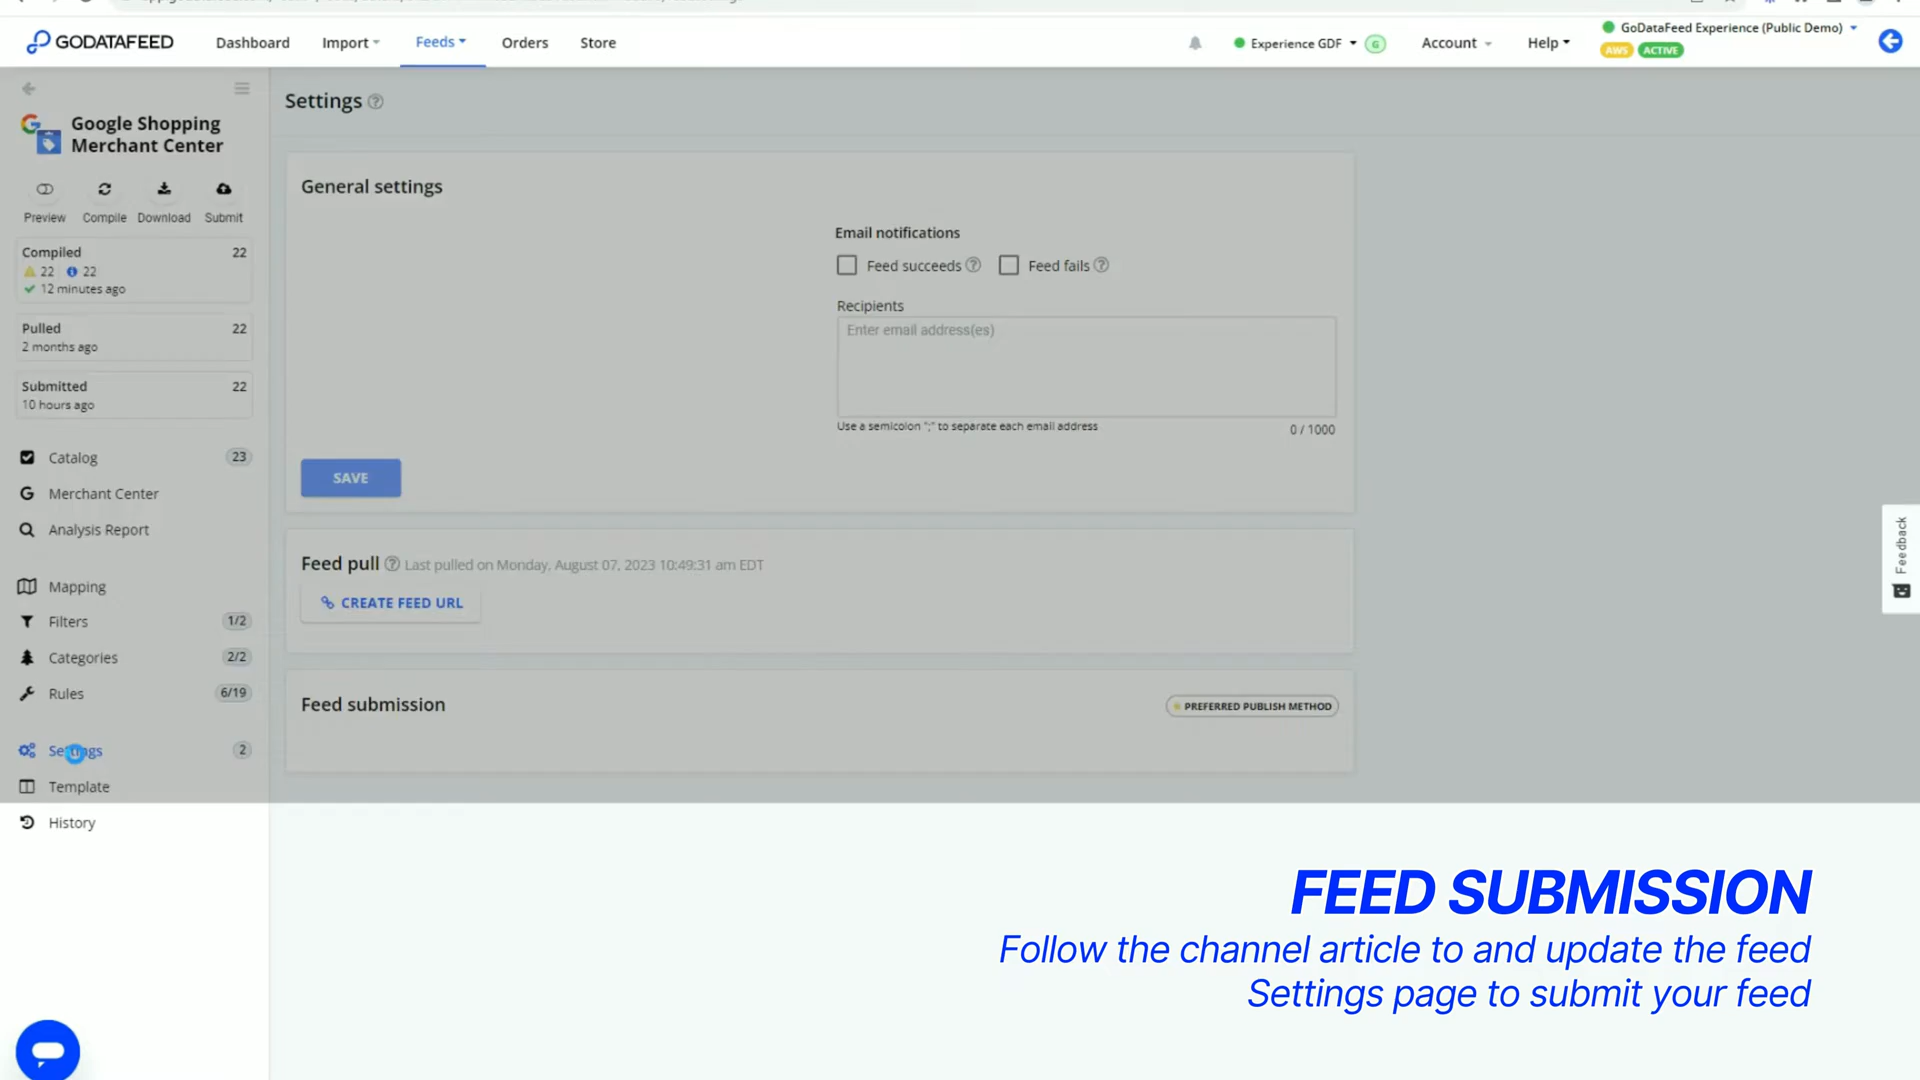 GODATAFEED
Dashboard
Import
Feeds
Orders
Store
Experience GDF
G
Account
Help
GoDataFeed Experience (Public Demo)
AWS
ACTIVE
Google Shopping
Merchant Center
Preview
Compile
Download
Submit
Compiled 22
22 22
12 minutes ago
Pulled 22
2 months ago
Submitted 22
10 hours ago
Catalog 23
Merchant Center
Analysis Report
Mapping
Filters 1/2
Categories 2/2
Rules 6/19
Settings 2
Template
History
Settings
General settings
Email notifications
Feed succeeds
Feed fails
Recipients
Enter email address(es)
Use a semicolon ";" to separate each email address
0 / 1000
SAVE
Feed pull Last pulled on Monday, August 07, 2023 10:49:31 am EDT
CREATE FEED URL
Feed submission
PREFERRED PUBLISH METHOD
Feedback
FEED SUBMISSION
Follow the channel article to and update the feed
Settings page to submit your feed